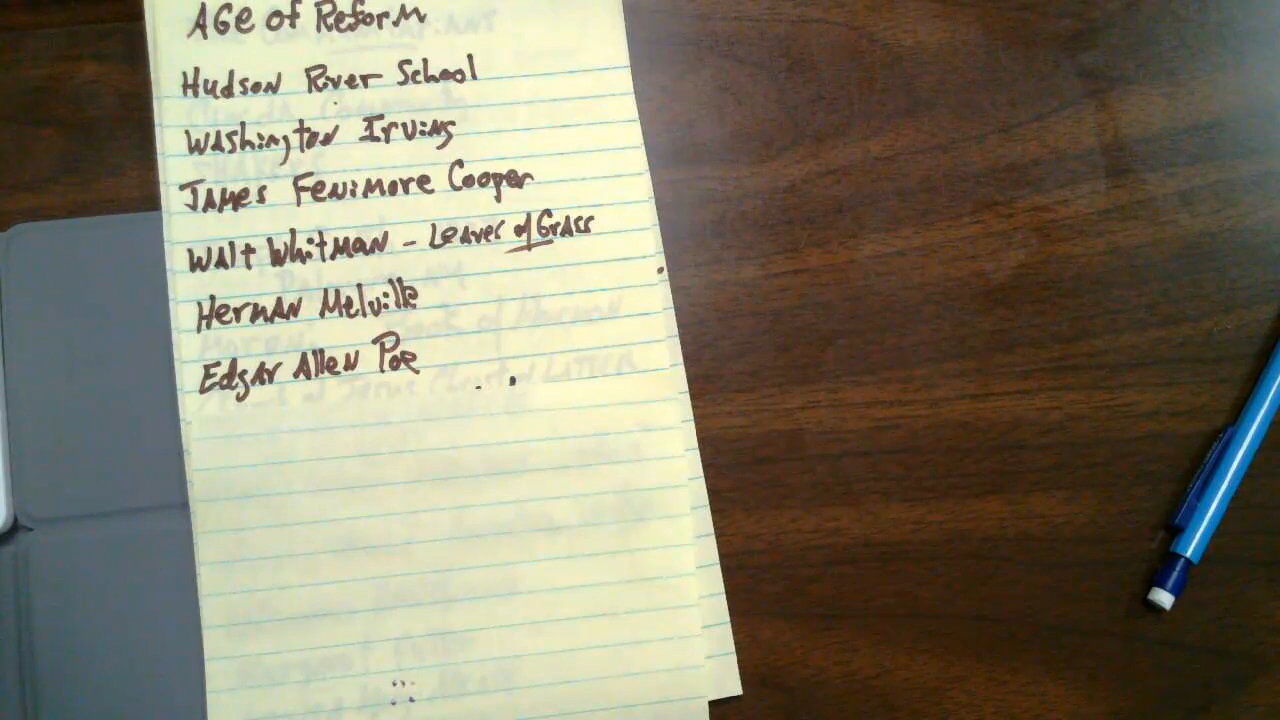 AGe of Reform
Hudson River School
Washington Irving
James Fenimore Cooper
Walt Whitman - Leaves of Grass
Herman Melville
Edgar Allen Poe